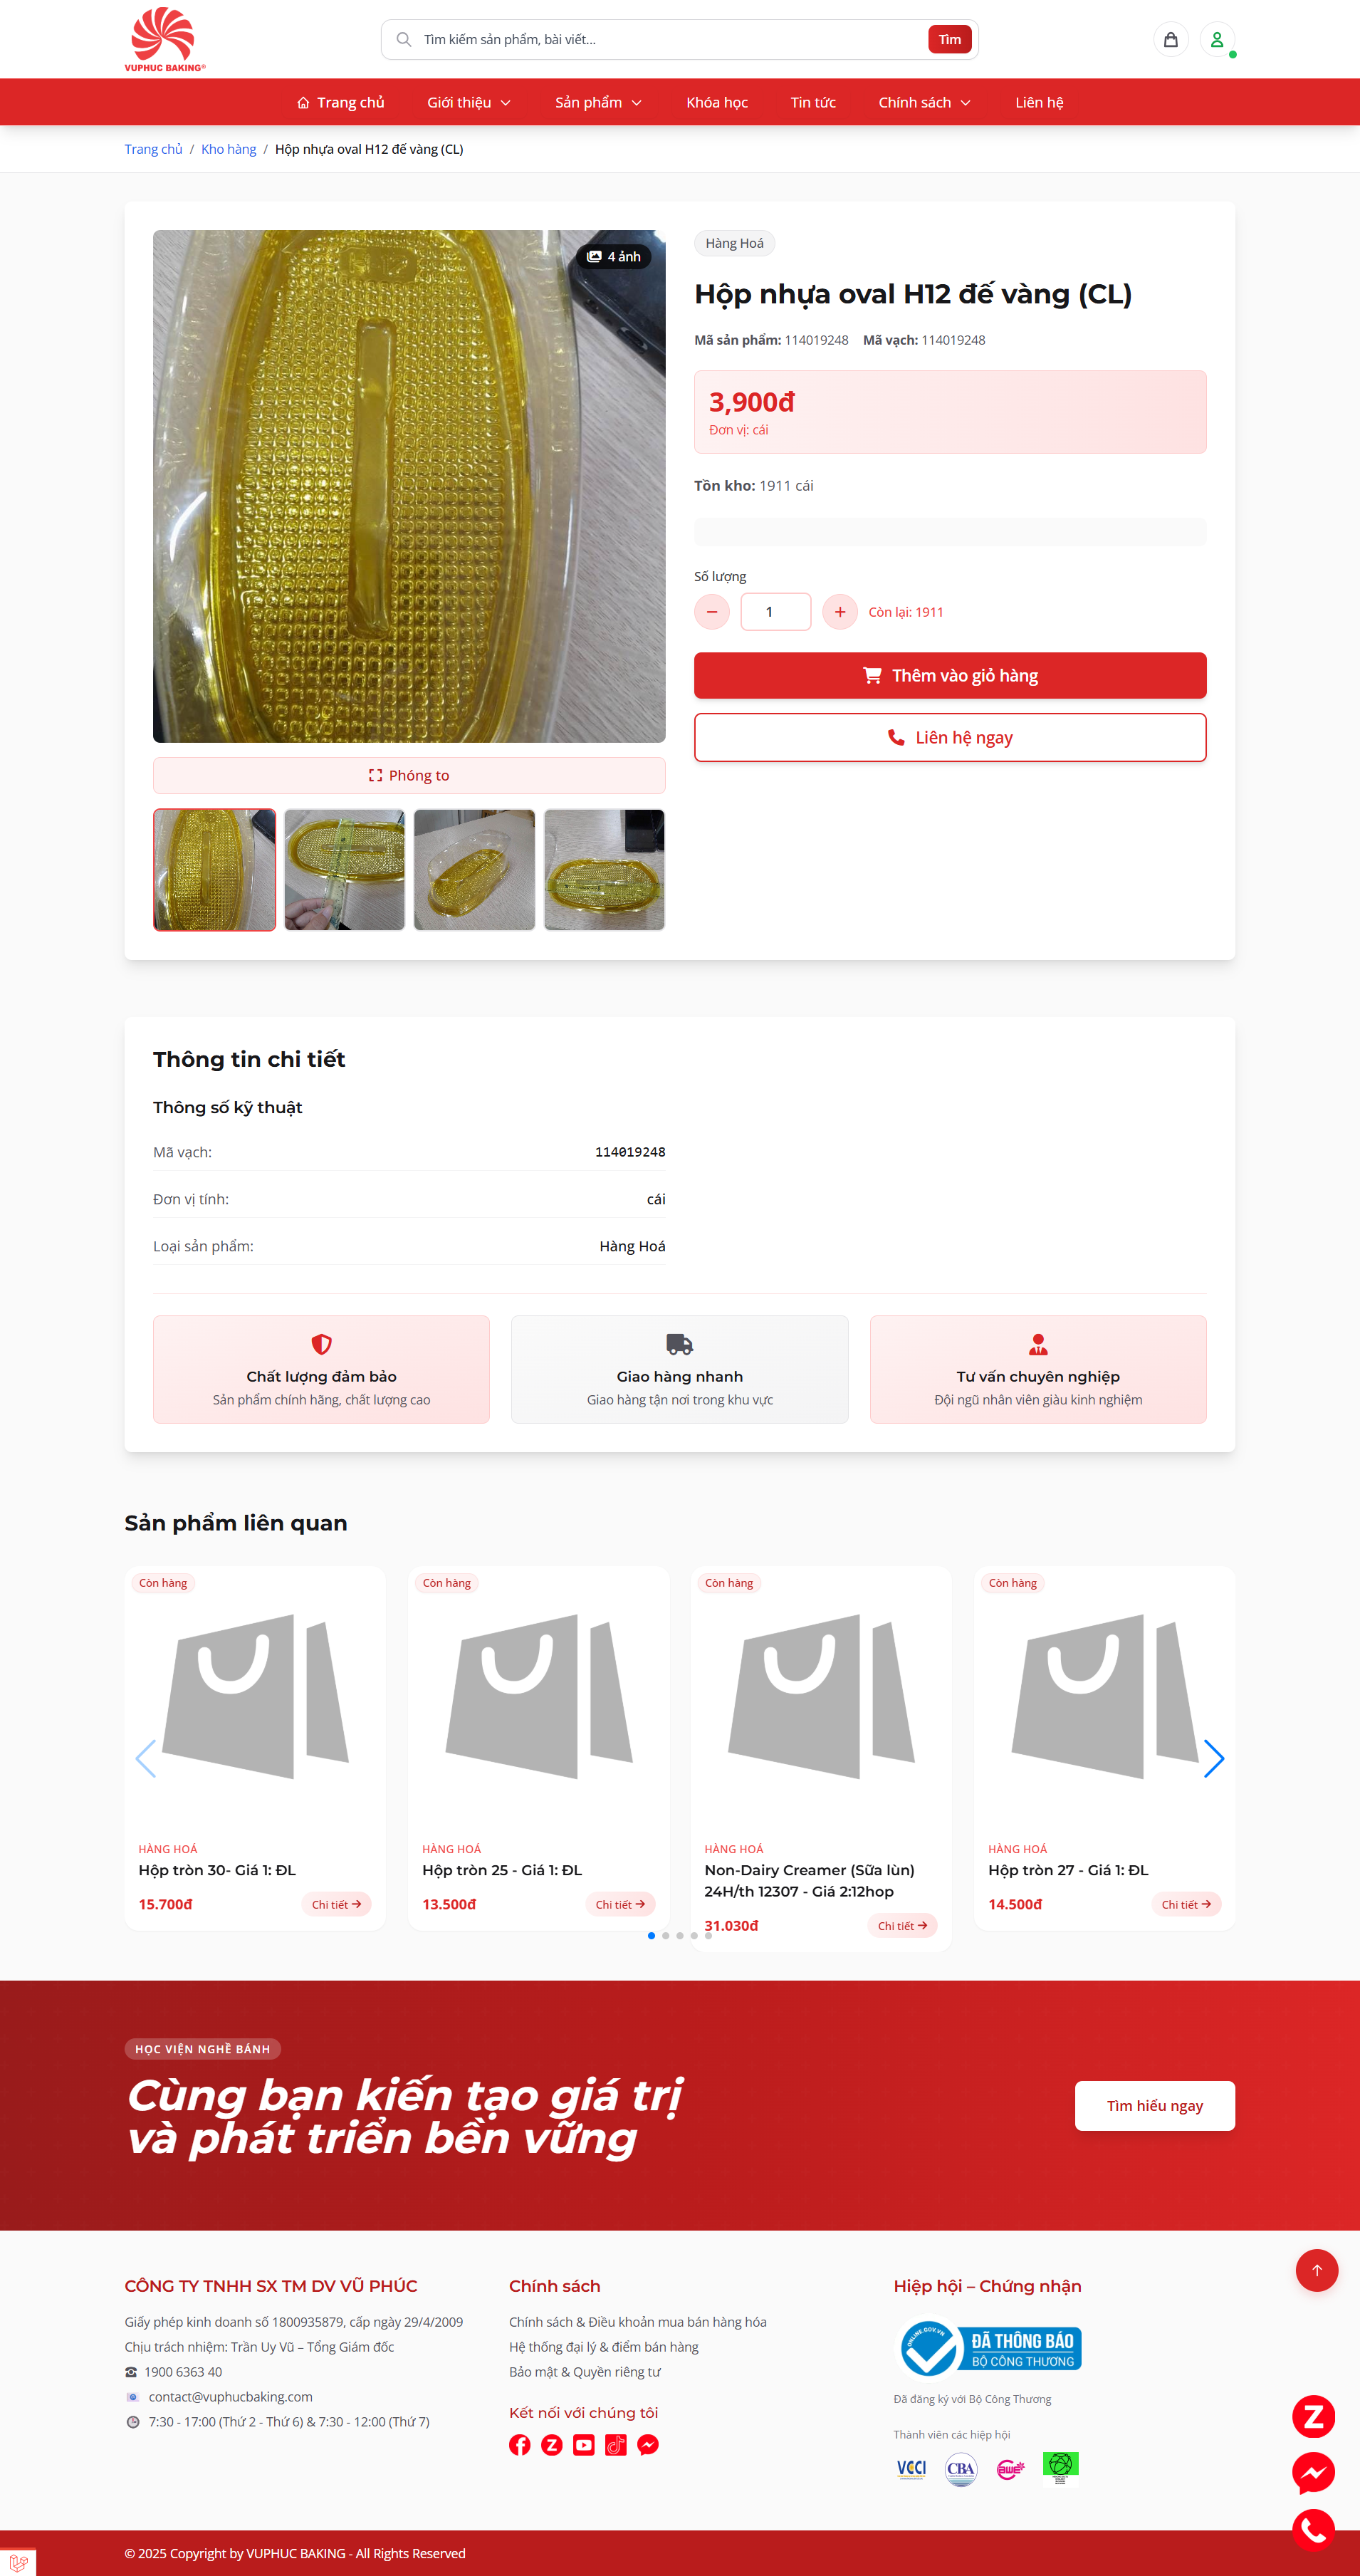 VUPHUC BAKING®
Tìm kiếm sản phẩm, bài viết...
Tìm
Trang chủ
Giới thiệu
Sản phẩm
Khóa học
Tin tức
Chính sách
Liên hệ
Trang chủ / Kho hàng / Hộp nhựa oval H12 đế vàng (CL)
4 ảnh
Phóng to
Hàng Hoá
Hộp nhựa oval H12 đế vàng (CL)
Mã sản phẩm: 114019248 Mã vạch: 114019248
3,900đ
Đơn vị: cái
Tồn kho: 1911 cái
Số lượng
1
Còn lại: 1911
Thêm vào giỏ hàng
Liên hệ ngay
Thông tin chi tiết
Thông số kỹ thuật
Mã vạch: 114019248
Đơn vị tính: cái
Loại sản phẩm: Hàng Hoá
Chất lượng đảm bảo
Sản phẩm chính hãng, chất lượng cao
Giao hàng nhanh
Giao hàng tận nơi trong khu vực
Tư vấn chuyên nghiệp
Đội ngũ nhân viên giàu kinh nghiệm
Sản phẩm liên quan
Còn hàng
HÀNG HOÁ
Hộp tròn 30- Giá 1: ĐL
15.700đ
Chi tiết
Còn hàng
HÀNG HOÁ
Hộp tròn 25 - Giá 1: ĐL
13.500đ
Chi tiết
Còn hàng
HÀNG HOÁ
Non-Dairy Creamer (Sữa lùn)
24H/th 12307 - Giá 2:12hop
31.030đ
Chi tiết
Còn hàng
HÀNG HOÁ
Hộp tròn 27 - Giá 1: ĐL
14.500đ
Chi tiết
HỌC VIỆN NGHỀ BÁNH
Cùng bạn kiến tạo giá trị
và phát triển bền vững
Tìm hiểu ngay
CÔNG TY TNHH SX TM DV VŨ PHÚC
Giấy phép kinh doanh số 1800935879, cấp ngày 29/4/2009
Chịu trách nhiệm: Trần Uy Vũ – Tổng Giám đốc
1900 6363 40
contact@vuphucbaking.com
7:30 - 17:00 (Thứ 2 - Thứ 6) & 7:30 - 12:00 (Thứ 7)
Chính sách
Chính sách & Điều khoản mua bán hàng hóa
Hệ thống đại lý & điểm bán hàng
Bảo mật & Quyền riêng tư
Kết nối với chúng tôi
Hiệp hội – Chứng nhận
ONLINE.GOV.VN
ĐÃ THÔNG BÁO
BỘ CÔNG THƯƠNG
Đã đăng ký với Bộ Công Thương
Thành viên các hiệp hội
VCCI
CBA
awe
© 2025 Copyright by VUPHUC BAKING - All Rights Reserved